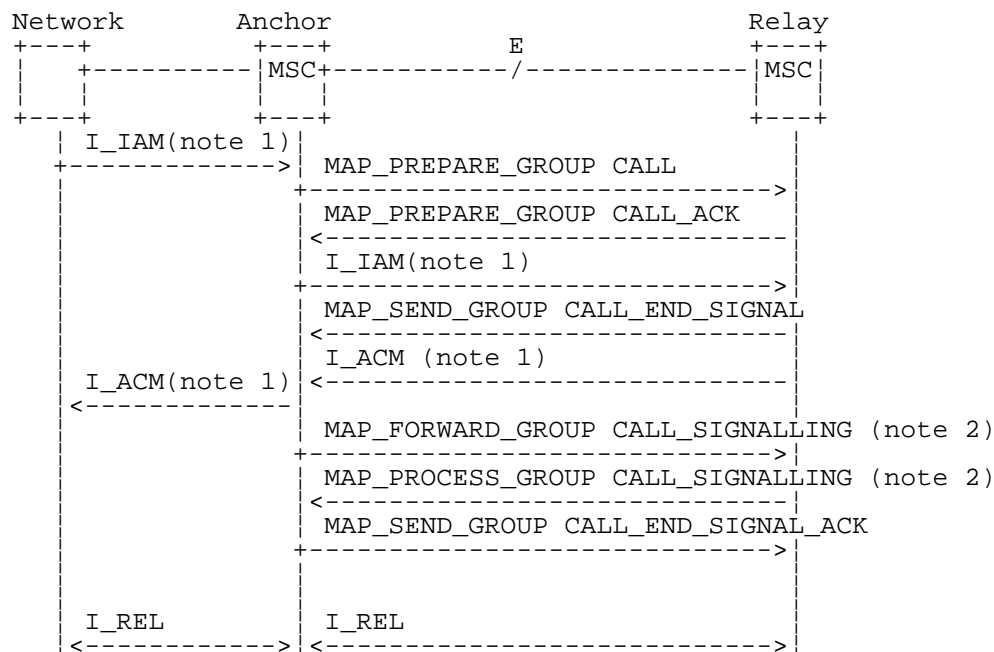 Network Anchor Relay
E
MSC MSC
I_IAM(note 1)
MAP_PREPARE_GROUP CALL
MAP_PREPARE_GROUP CALL_ACK
I_IAM(note 1)
MAP_SEND_GROUP CALL_END_SIGNAL
I_ACM (note 1)
I_ACM(note 1)
MAP_FORWARD_GROUP CALL_SIGNALLING (note 2)
MAP_PROCESS_GROUP CALL_SIGNALLING (note 2)
MAP_SEND_GROUP CALL_END_SIGNAL_ACK
I_REL I_REL